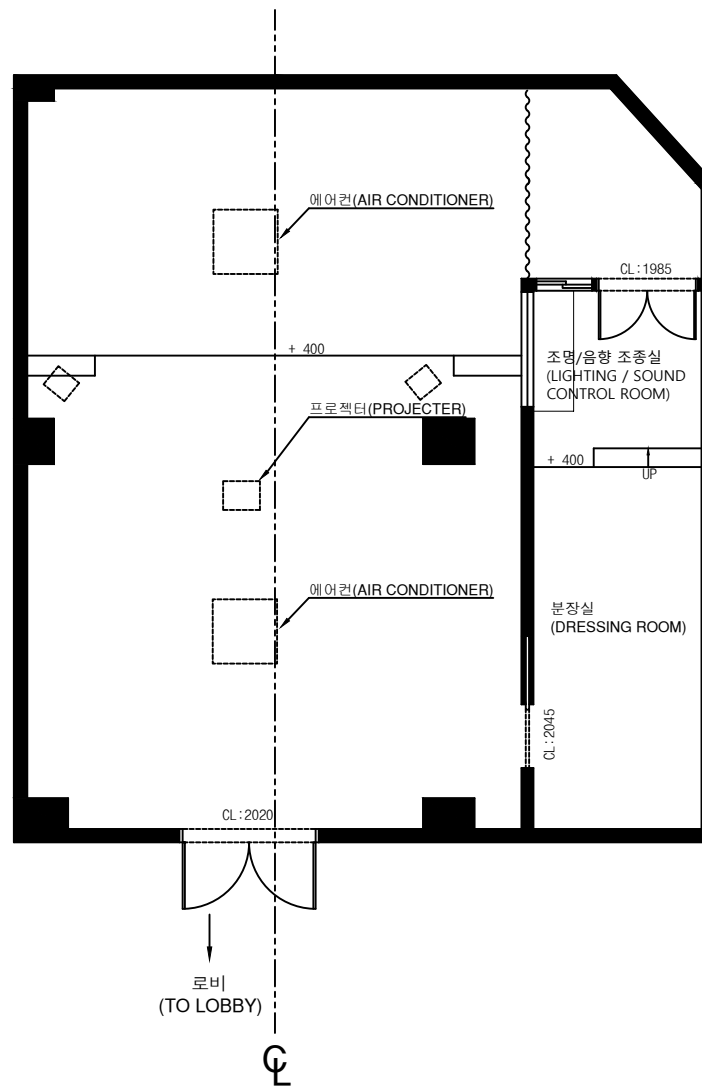 에어컨(AIR CONDITIONER)
CL:1985
+ 400
조명/음향 조종실
(LIGHTING / SOUND
CONTROL ROOM)
프로젝터(PROJECTER)
+ 400
UP
에어컨(AIR CONDITIONER)
분장실
(DRESSING ROOM)
CL:2045
CL:2020
로비
(TO LOBBY)
℄